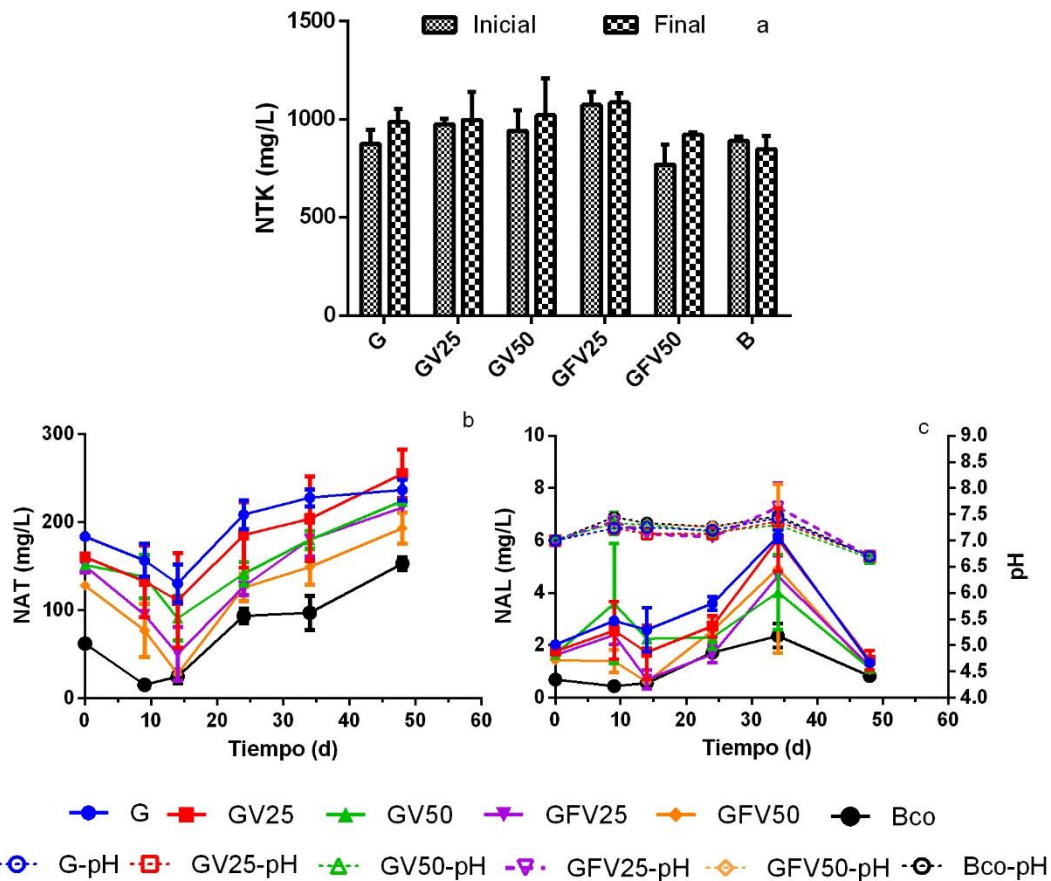 Inicial Final a
NTK (mg/L)
1500
1000
500
0
G GV25 GV50 GFV25 GFV50 B
b
NAT (mg/L)
300
200
100
0
0 10 20 30 40 50 60
Tiempo (d)
c
NAL (mg/L)
10
8
6
4
2
0
0 10 20 30 40 50 60
Tiempo (d)
9.0
8.5
8.0
7.5
7.0
6.5
6.0
5.5
5.0
4.5
4.0
pH
G GV25 GV50 GFV25 GFV50 Bco
G-pH GV25-pH GV50-pH GFV25-pH GFV50-pH Bco-pH